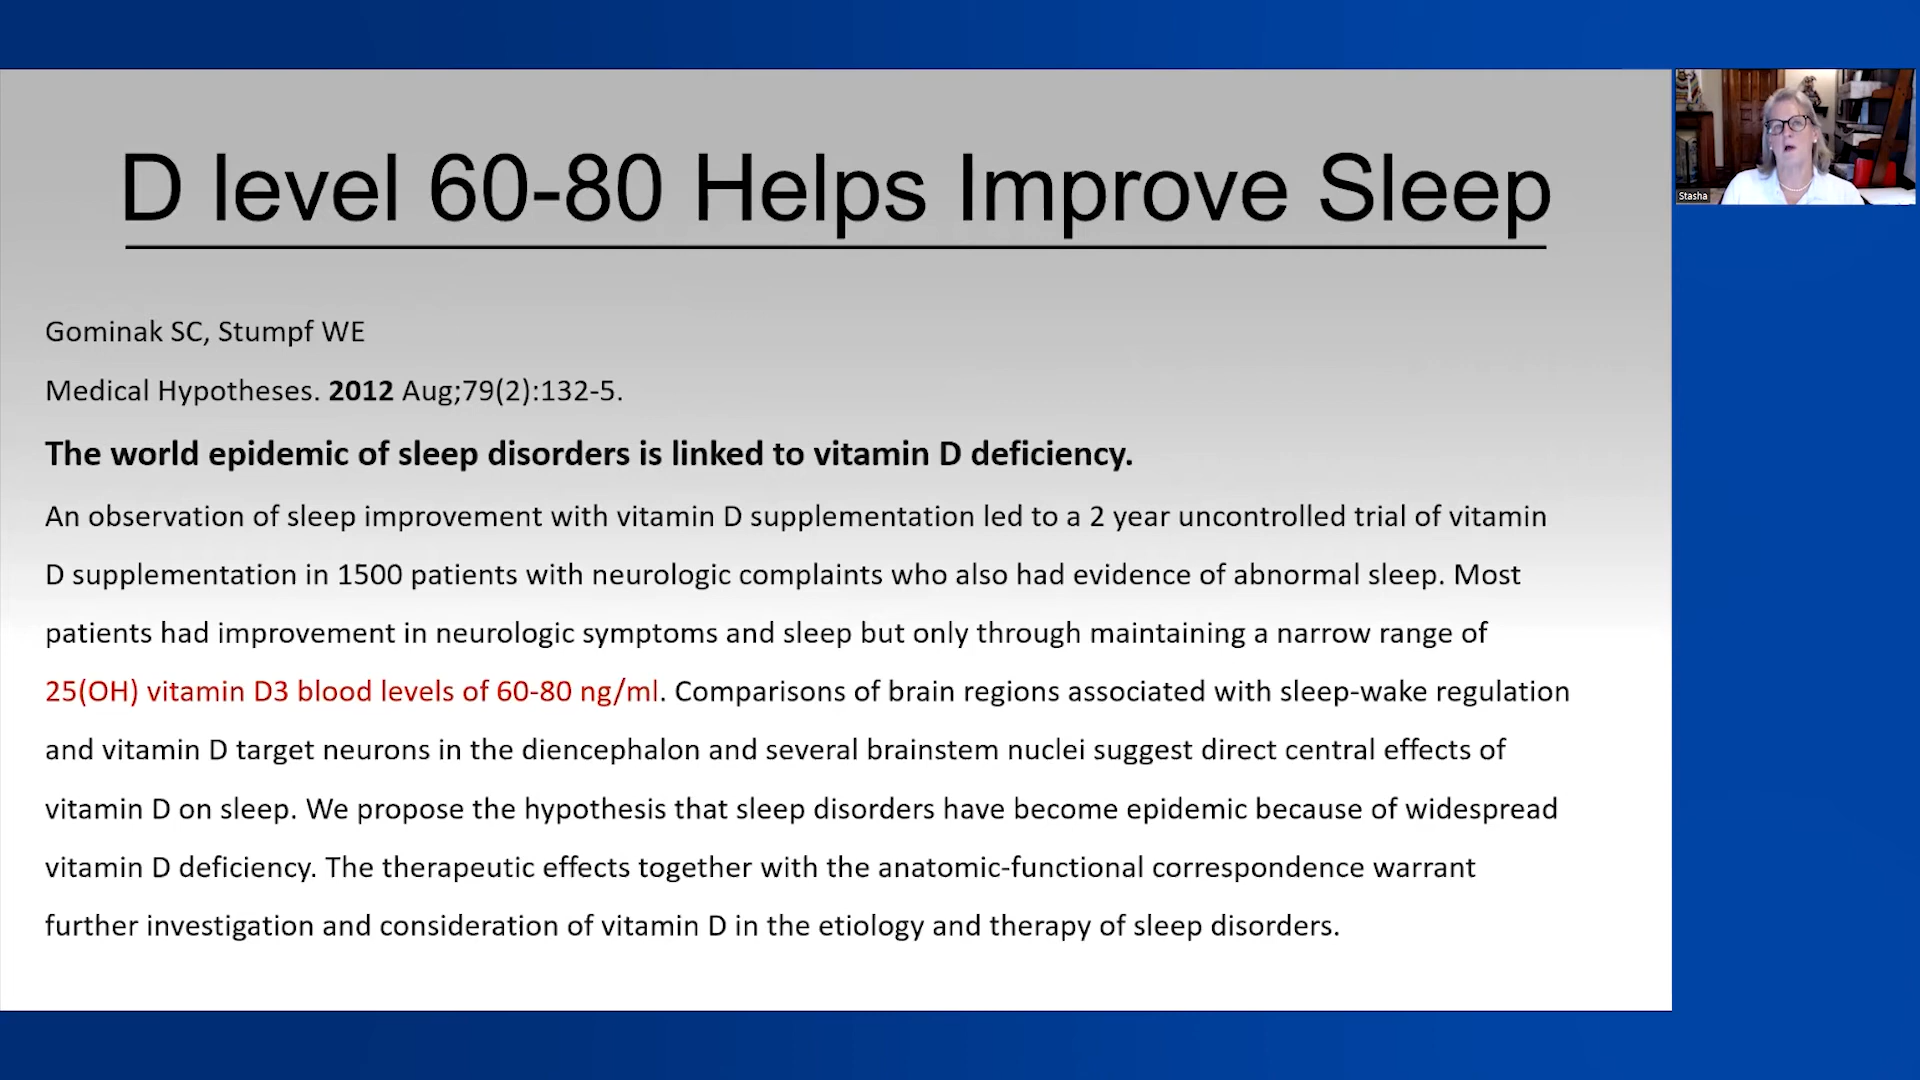 D level 60-80 Helps Improve Sleep
Stasha
Gominak SC, Stumpf WE
Medical Hypotheses. 2012 Aug;79(2):132-5.
The world epidemic of sleep disorders is linked to vitamin D deficiency.
An observation of sleep improvement with vitamin D supplementation led to a 2 year uncontrolled trial of vitamin
D supplementation in 1500 patients with neurologic complaints who also had evidence of abnormal sleep. Most
patients had improvement in neurologic symptoms and sleep but only through maintaining a narrow range of
25(OH) vitamin D3 blood levels of 60-80 ng/ml. Comparisons of brain regions associated with sleep-wake regulation
and vitamin D target neurons in the diencephalon and several brainstem nuclei suggest direct central effects of
vitamin D on sleep. We propose the hypothesis that sleep disorders have become epidemic because of widespread
vitamin D deficiency. The therapeutic effects together with the anatomic-functional correspondence warrant
further investigation and consideration of vitamin D in the etiology and therapy of sleep disorders.